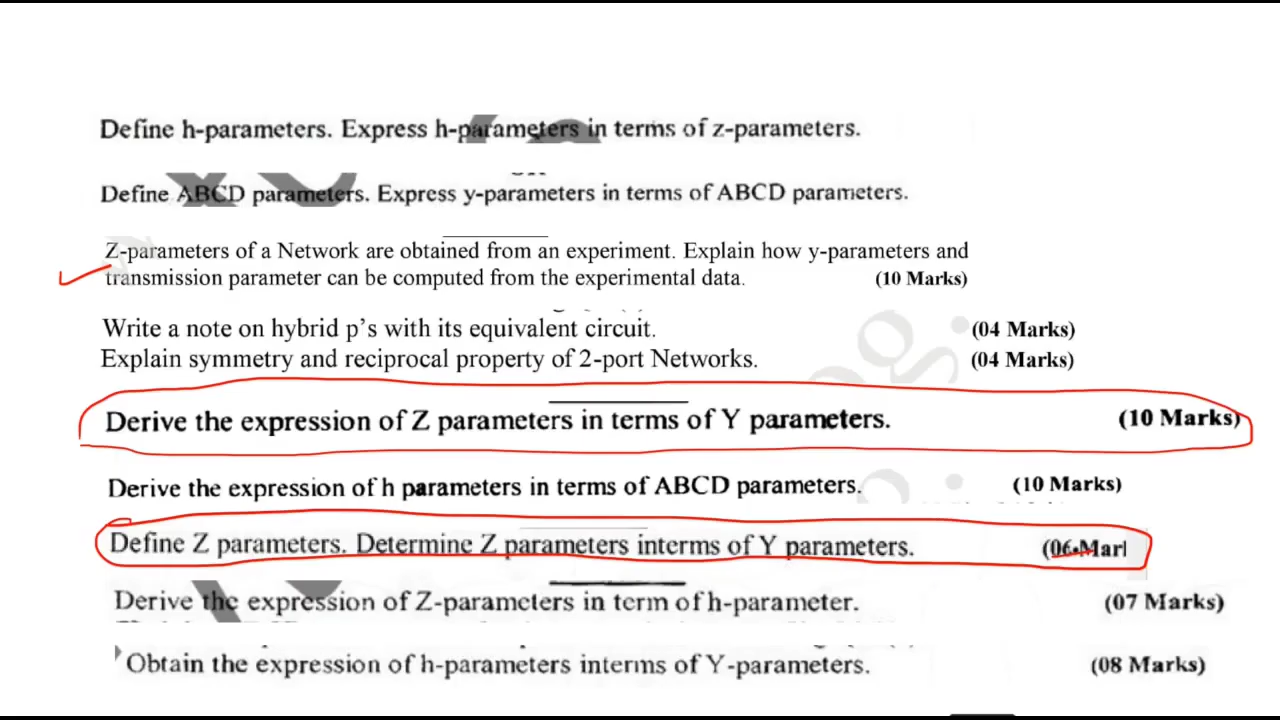 Define h-parameters. Express h-parameters in terms of z-parameters.
Define ABCD parameters. Express y-parameters in terms of ABCD parameters.
Z-parameters of a Network are obtained from an experiment. Explain how y-parameters and
transmission parameter can be computed from the experimental data. (10 Marks)
Write a note on hybrid p's with its equivalent circuit. (04 Marks)
Explain symmetry and reciprocal property of 2-port Networks. (04 Marks)
Derive the expression of Z parameters in terms of Y parameters. (10 Marks)
Derive the expression of h parameters in terms of ABCD parameters. (10 Marks)
Define Z parameters. Determine Z parameters interms of Y parameters. (06 Mar
Derive the expression of Z-parameters in term of h-parameter. (07 Marks)
Obtain the expression of h-parameters interms of Y-parameters. (08 Marks)